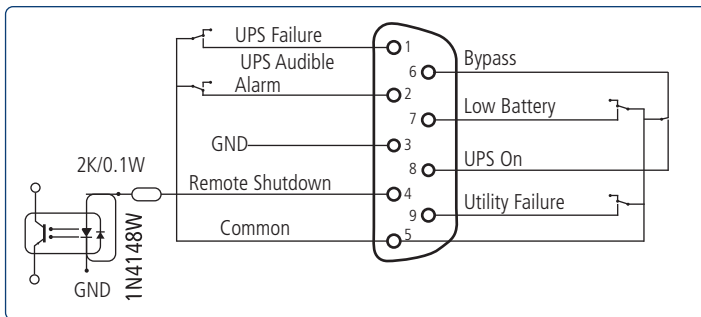 UPS Failure
1
UPS Audible
Alarm
2
GND
3
2K/0.1W
Remote Shutdown
4
Common
5
1N4148W
GND
6
Bypass
7
Low Battery
8
UPS On
9
Utility Failure